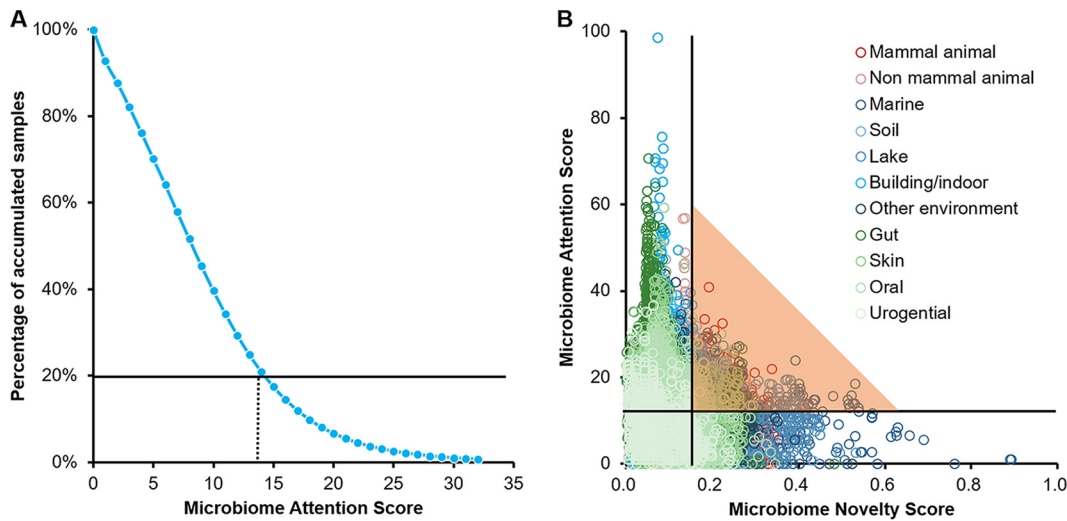 A
100%
80%
60%
40%
20%
0%
Percentage of accumulated samples
0 5 10 15 20 25 30 35
Microbiome Attention Score
B
100
80
60
40
20
0
Microbiome Attention Score
Mammal animal
Non mammal animal
Marine
Soil
Lake
Building/indoor
Other environment
Gut
Skin
Oral
Urogential
0.0 0.2 0.4 0.6 0.8 1.0
Microbiome Novelty Score